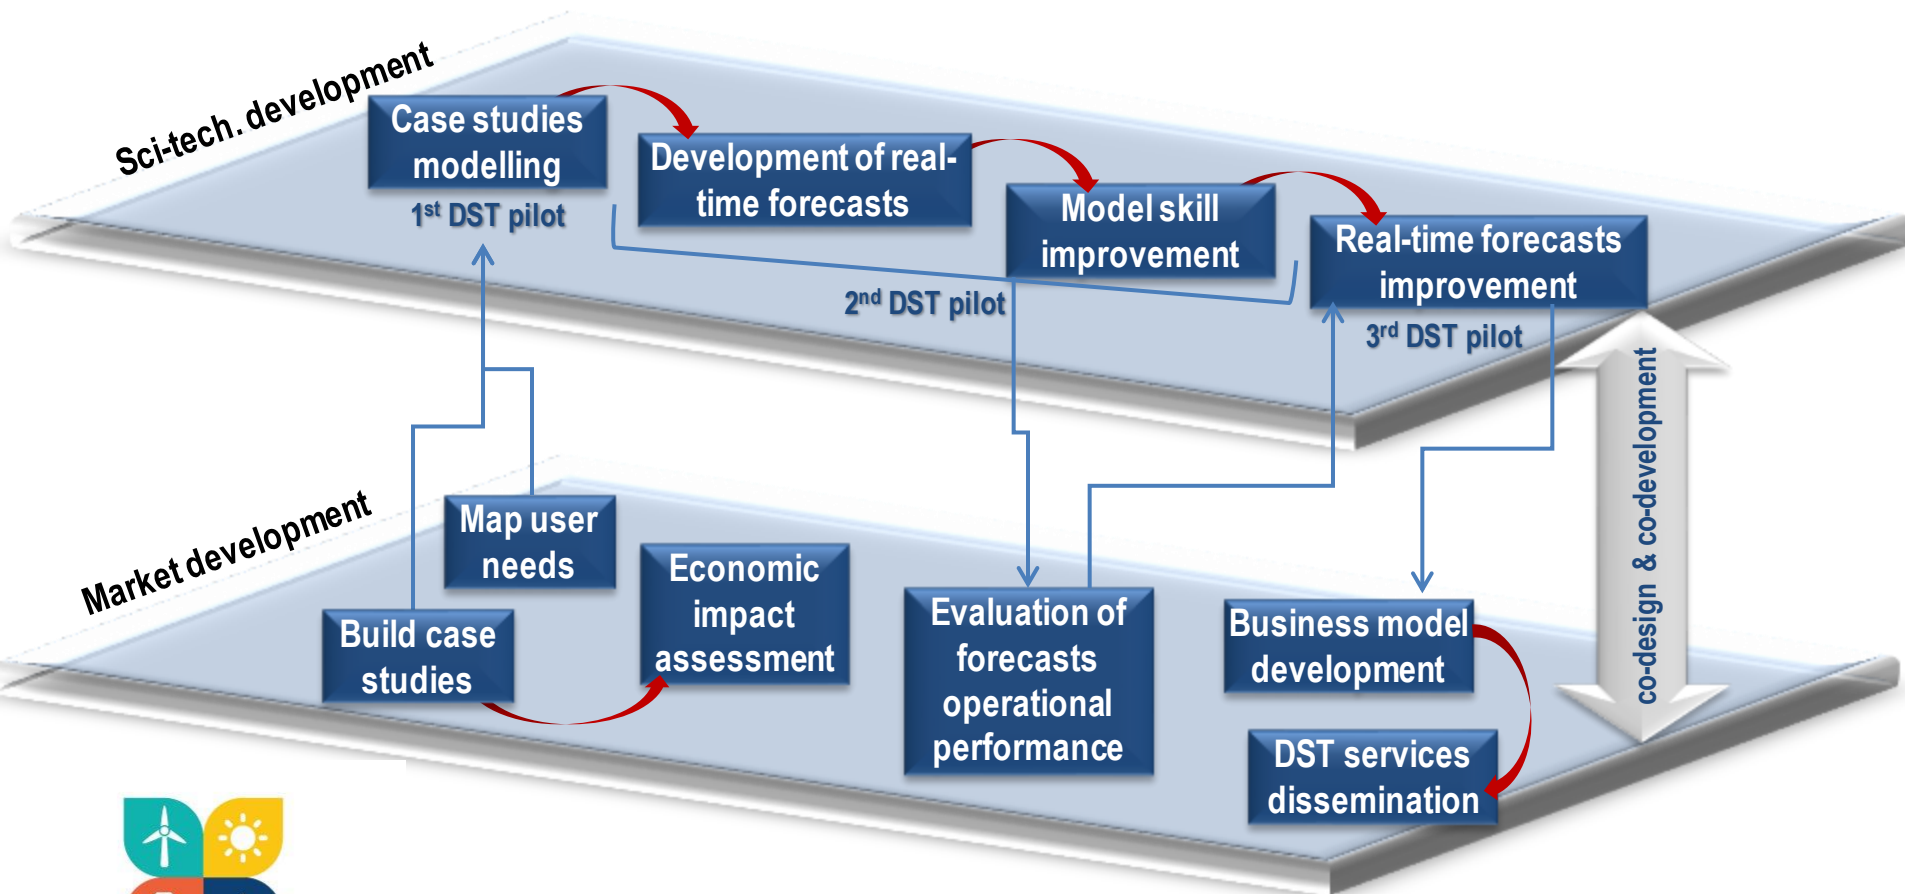 Sci-tech. development
Case studies
modelling
1st DST pilot
Development of real-
time forecasts
Model skill
improvement
2nd DST pilot
Real-time forecasts
improvement
3rd DST pilot
co-design & co-development
Market development
Map user
needs
Build case
studies
Economic
impact
assessment
Evaluation of
forecasts
operational
performance
Business model
development
DST services
dissemination